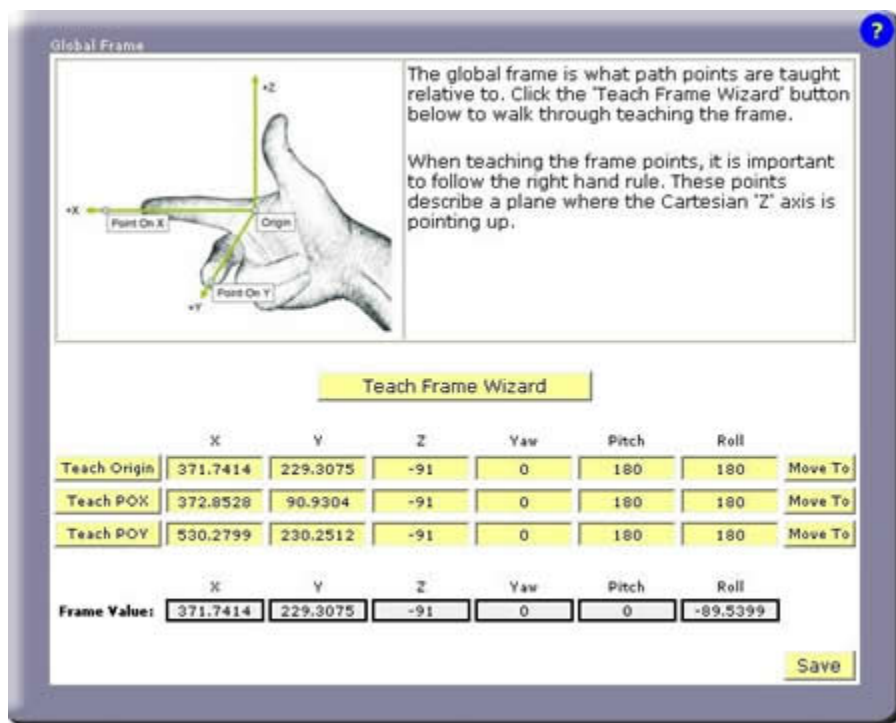 ?
Global Frame
+Z
+X
Point On X
Origin
Point On Y
+Y
The global frame is what path points are taught
relative to. Click the 'Teach Frame Wizard' button
below to walk through teaching the frame.
When teaching the frame points, it is important
to follow the right hand rule. These points
describe a plane where the Cartesian 'Z' axis is
pointing up.
Teach Frame Wizard
X Y Z Yaw Pitch Roll
Teach Origin 371.7414 229.3075 -91 0 180 180 Move To
Teach POX 372.8528 90.9304 -91 0 180 180 Move To
Teach POY 530.2799 230.2512 -91 0 180 180 Move To
X Y Z Yaw Pitch Roll
Frame Value: 371.7414 229.3075 -91 0 0 -89.5399
Save